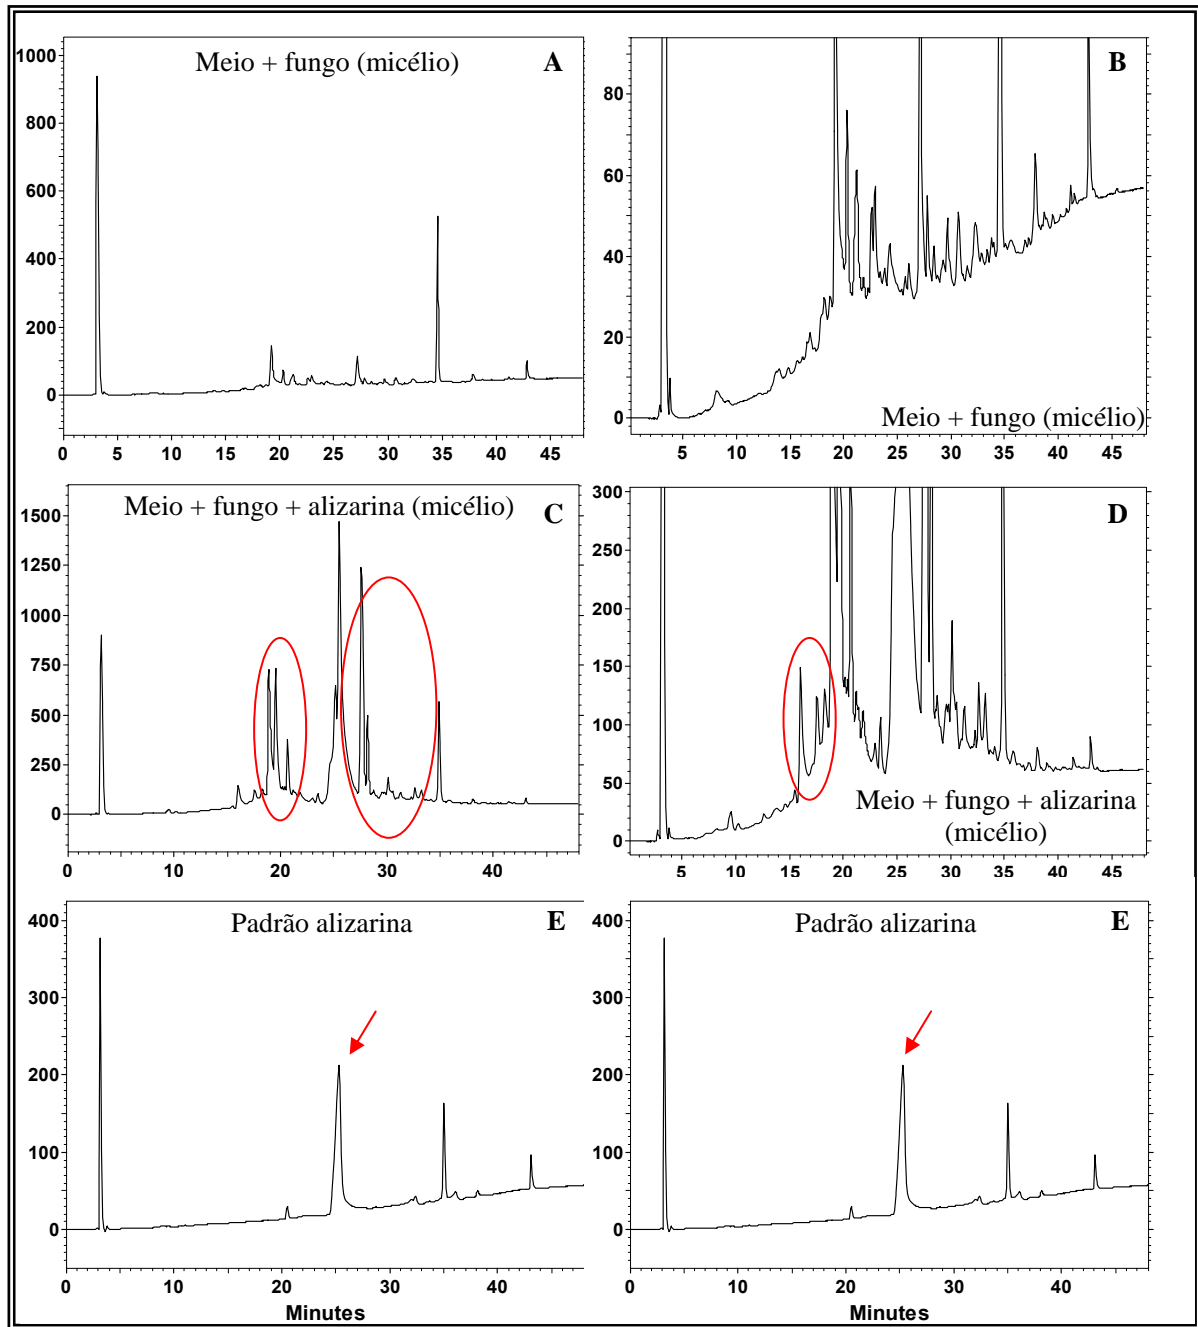 Meio + fungo (micélio) A
1000
800
600
400
200
0
0 5 10 15 20 25 30 35 40 45
B
80
60
40
20
0
Meio + fungo (micélio)
5 10 15 20 25 30 35 40 45
Meio + fungo + alizarina (micélio) C
1500
1250
1000
750
500
250
0
0 10 20 30 40
D
300
250
200
150
100
50
0
Meio + fungo + alizarina
(micélio)
5 10 15 20 25 30 35 40 45
Padrão alizarina E
400
300
200
100
0
0 10 20 30 40
Minutes
Padrão alizarina E
400
300
200
100
0
0 10 20 30 40
Minutes